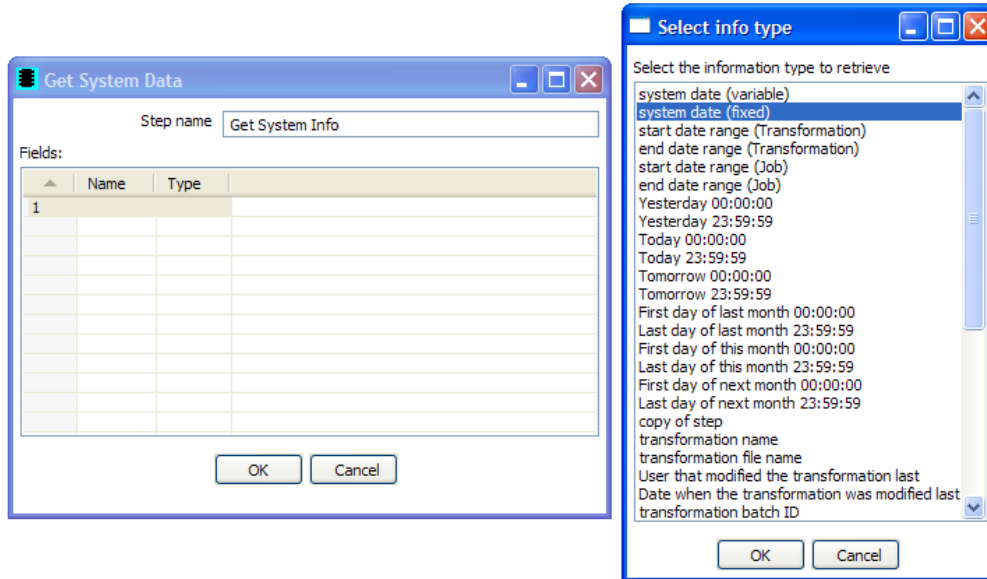 Get System Data
Step name Get System Info
Fields:
Name Type
1
OK Cancel
Select info type
Select the information type to retrieve
system date (variable)
system date (fixed)
start date range (Transformation)
end date range (Transformation)
start date range (Job)
end date range (Job)
Yesterday 00:00:00
Yesterday 23:59:59
Today 00:00:00
Today 23:59:59
Tomorrow 00:00:00
Tomorrow 23:59:59
First day of last month 00:00:00
Last day of last month 23:59:59
First day of this month 00:00:00
Last day of this month 23:59:59
First day of next month 00:00:00
Last day of next month 23:59:59
copy of step
transformation name
transformation file name
User that modified the transformation last
Date when the transformation was modified last
transformation batch ID
OK Cancel